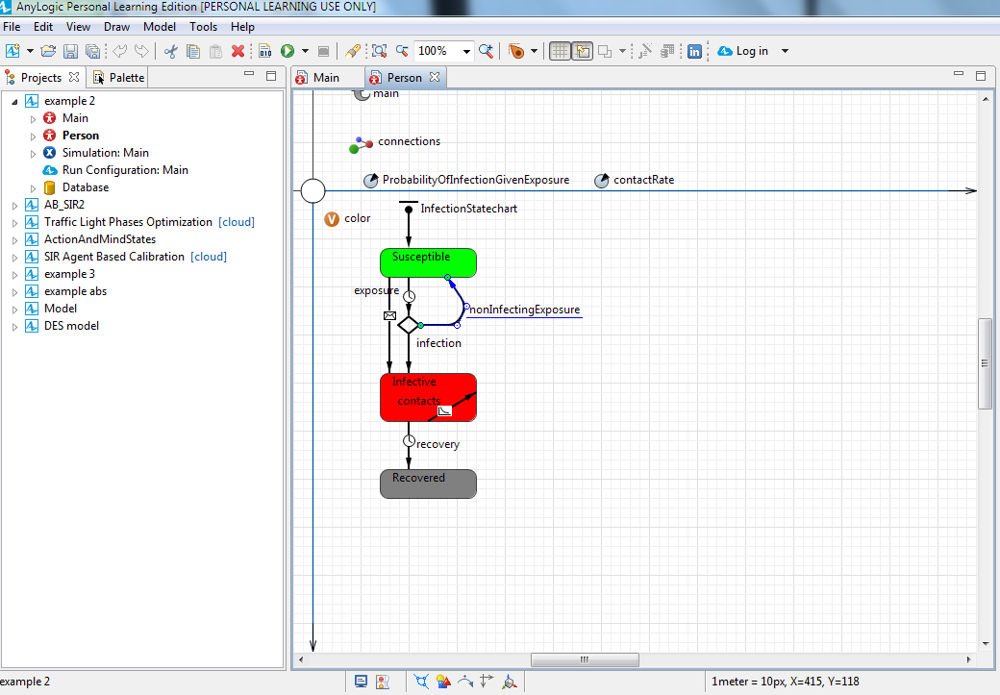 AnyLogic Personal Learning Edition [PERSONAL LEARNING USE ONLY]
File Edit View Draw Model Tools Help
100% Log in
Projects Palette
Main Person
example 2
Main
Person
Simulation: Main
Run Configuration: Main
Database
AB_SIR2
Traffic Light Phases Optimization [cloud]
ActionAndMindStates
SIR Agent Based Calibration [cloud]
example 3
example abs
Model
DES model
main
connections
ProbabilityOfInfectionGivenExposure contactRate
InfectionStatechart
color
Susceptible
exposure
nonInfectingExposure
infection
Infective
contacts
recovery
Recovered
example 2
1meter = 10px, X=415, Y=118